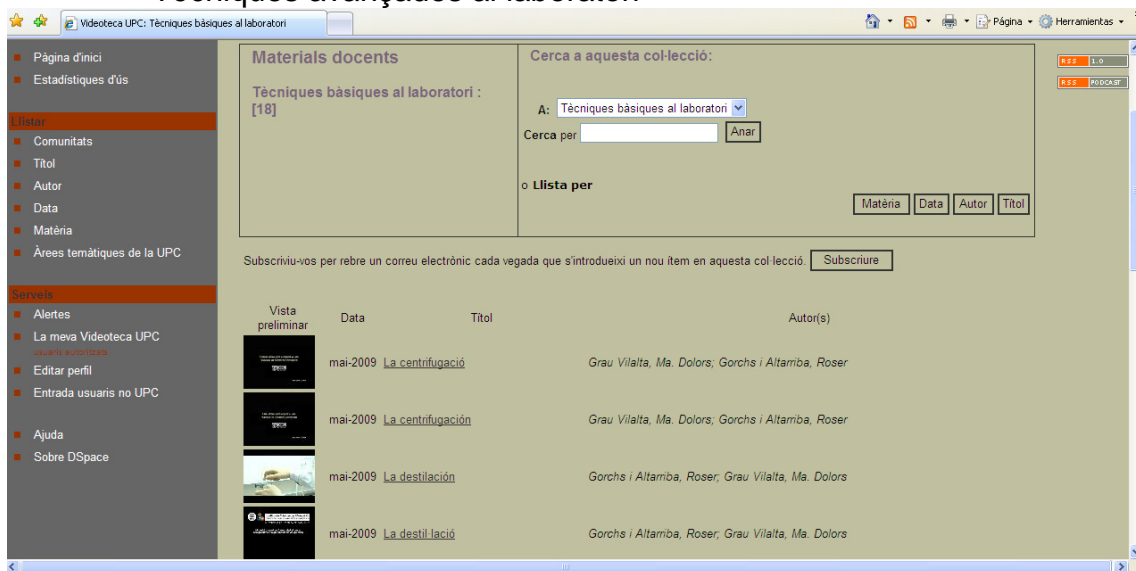 Tècniques avançades al laboratori
Videoteca UPC: Tècniques bàsiques al laboratori
Página
Herramientas
Pàgina d'inici
Estadístiques d'ús
Llistar
Comunitats
Títol
Autor
Data
Matèria
Àrees temàtiques de la UPC
Serveis
Alertes
La meva Videoteca UPC
usuaris autoritzats
Editar perfil
Entrada usuaris no UPC
Ajuda
Sobre DSpace
Materials docents
Tècniques bàsiques al laboratori :
[18]
Cerca a aquesta col·lecció:
A: Tècniques bàsiques al laboratori
Cerca per Anar
o Llista per
Matèria Data Autor Títol
RSS 1.0
RSS PODCAST
Subscriviu-vos per rebre un correu electrònic cada vegada que s'introdueixi un nou ítem en aquesta col·lecció. Subscriure
Vista preliminar Data Títol Autor(s)
mai-2009 La centrifugació Grau Vilalta, Ma. Dolors; Gorchs i Altarriba, Roser
mai-2009 La centrifugación Grau Vilalta, Ma. Dolors; Gorchs i Altarriba, Roser
mai-2009 La destilación Gorchs i Altarriba, Roser; Grau Vilalta, Ma. Dolors
mai-2009 La destil·lació Gorchs i Altarriba, Roser; Grau Vilalta, Ma. Dolors